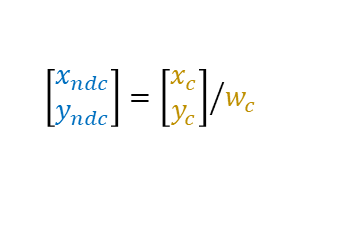 [x_ndc] = [x_c] / w_c
[y_ndc]   [y_c]